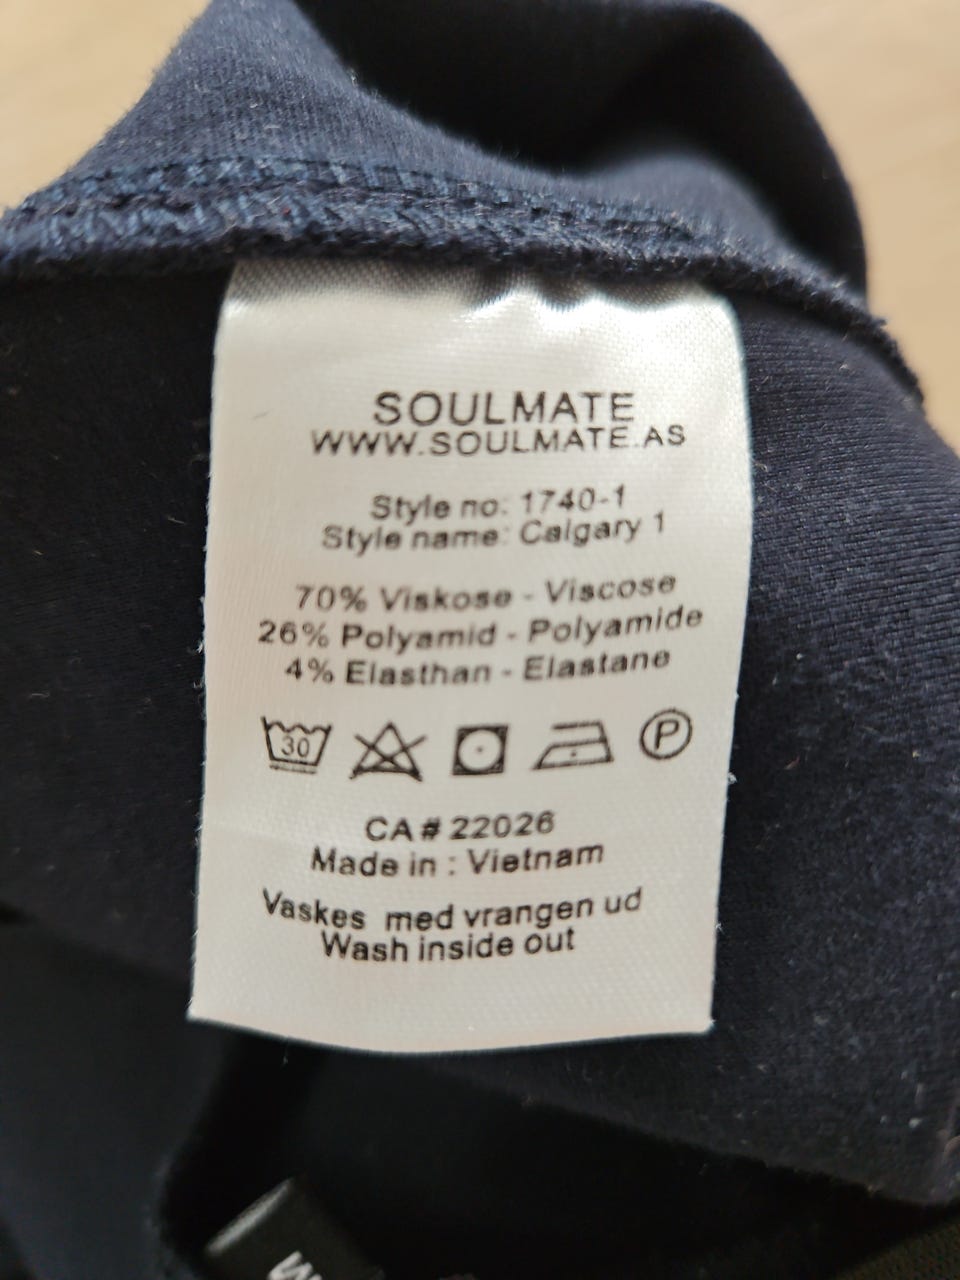 SOULMATE
WWW.SOULMATE.AS
Style no: 1740-1
Style name: Calgary 1
70% Viskose - Viscose
26% Polyamid - Polyamide
4% Elasthan - Elastane
30 P
CA# 22026
Made in : Vietnam
Vaskes med vrangen ud
Wash inside out